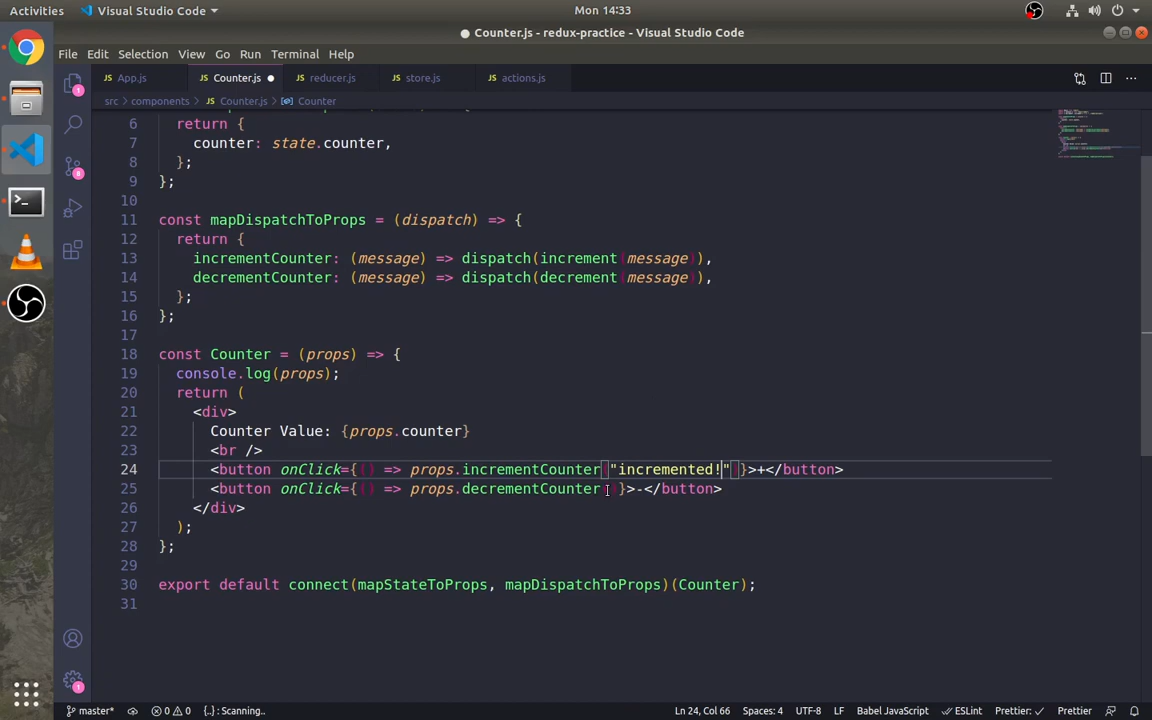 Activities
Visual Studio Code
Mon 14:33
Counter.js - redux-practice - Visual Studio Code
File Edit Selection View Go Run Terminal Help
JS App.js
JS Counter.js
JS reducer.js
JS store.js
JS actions.js
src > components > JS Counter.js > Counter
6 return {
7 counter: state.counter,
8 };
9 };
10
11 const mapDispatchToProps = (dispatch) => {
12 return {
13 incrementCounter: (message) => dispatch(increment(message)),
14 decrementCounter: (message) => dispatch(decrement(message)),
15 };
16 };
17
18 const Counter = (props) => {
19 console.log(props);
20 return (
21 <div>
22 Counter Value: {props.counter}
23 <br />
24 <button onClick={() => props.incrementCounter("incremented!")}>+</button>
25 <button onClick={() => props.decrementCounter()}>-</button>
26 </div>
27 );
28 };
29
30 export default connect(mapStateToProps, mapDispatchToProps)(Counter);
31
1
6
1
master*
0 0
{..}: Scanning..
Ln 24, Col 66
Spaces: 4
UTF-8
LF
Babel JavaScript
ESLint
Prettier: ✓
Prettier